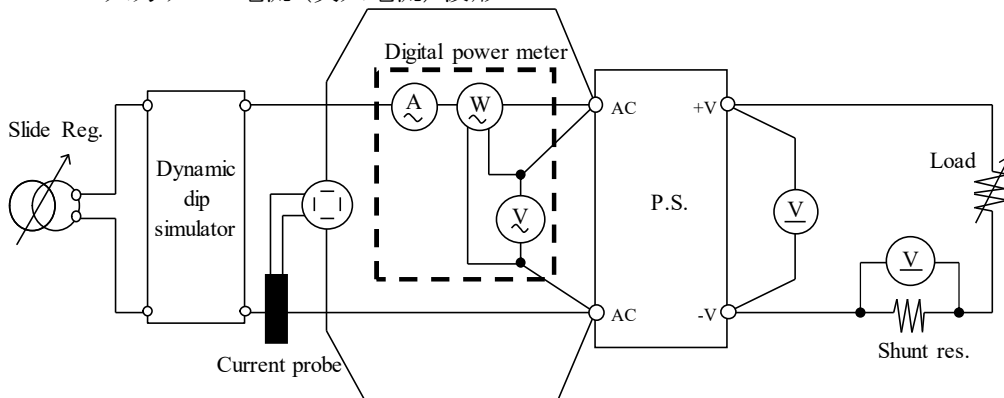 Digital power meter
A
W
AC
+V
Slide Reg.
Dynamic
dip
simulator
Load
P.S.
V
V
V
AC
-V
Current probe
Shunt res.